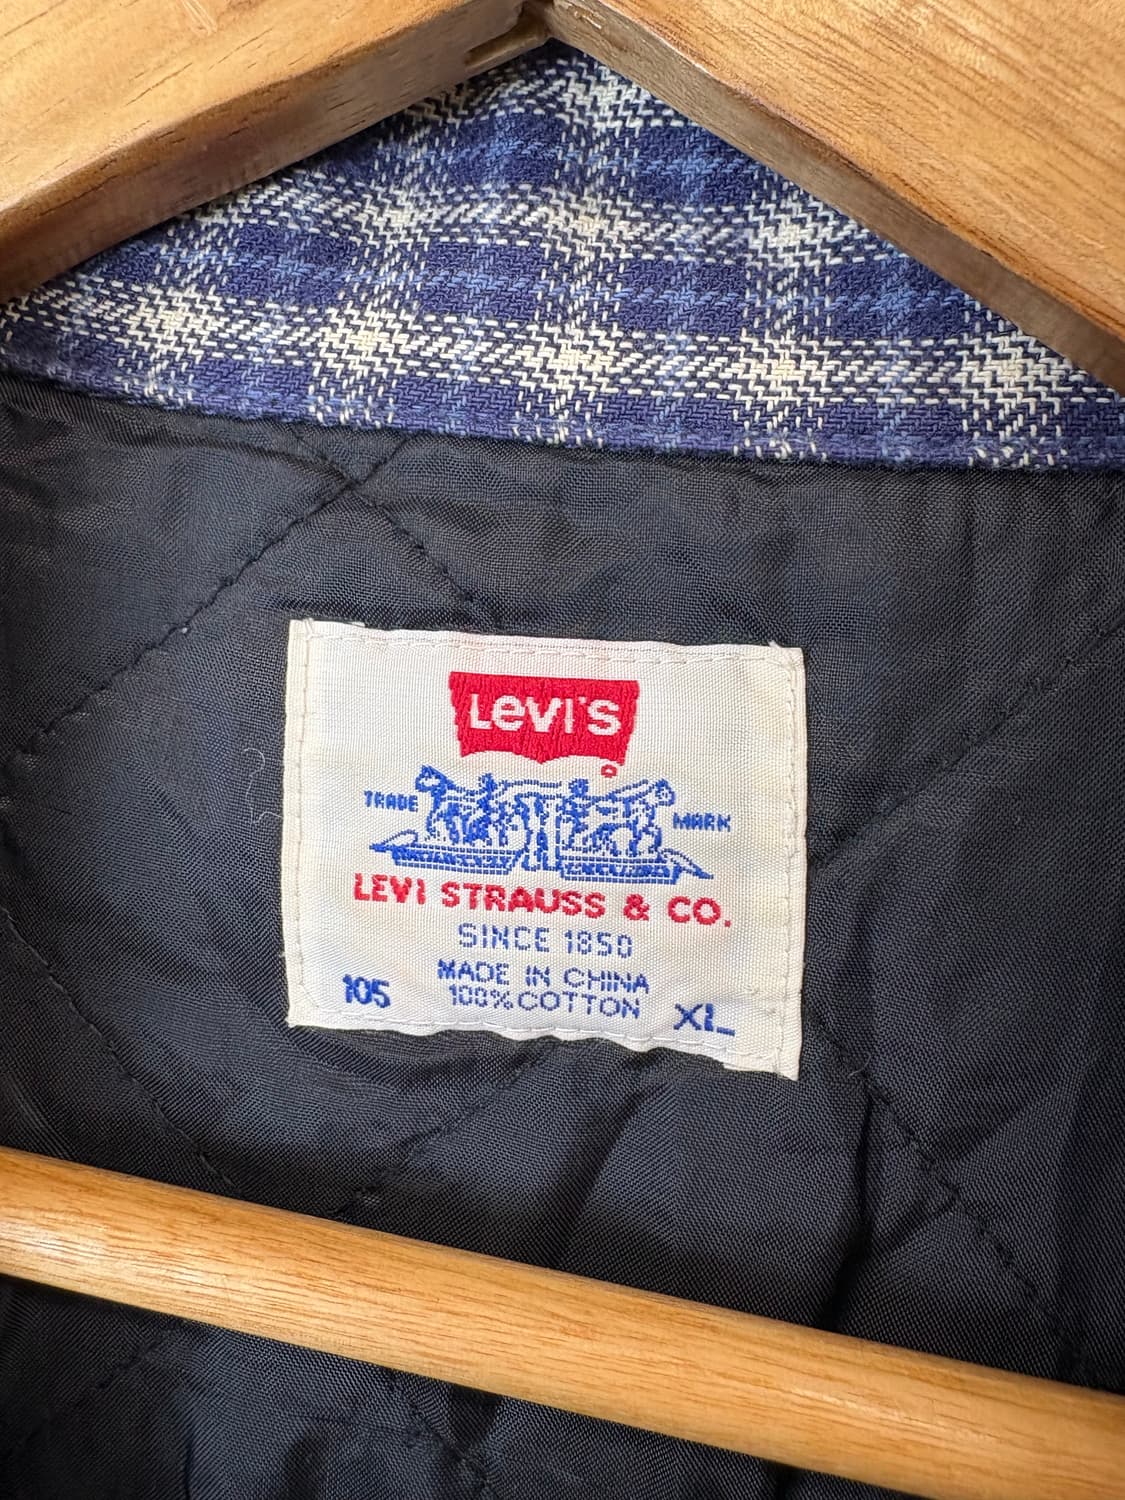 LEVI'S
TRADE MARK
LEVI STRAUSS & CO.
SINCE 1850
MADE IN CHINA
100% COTTON
105 XL